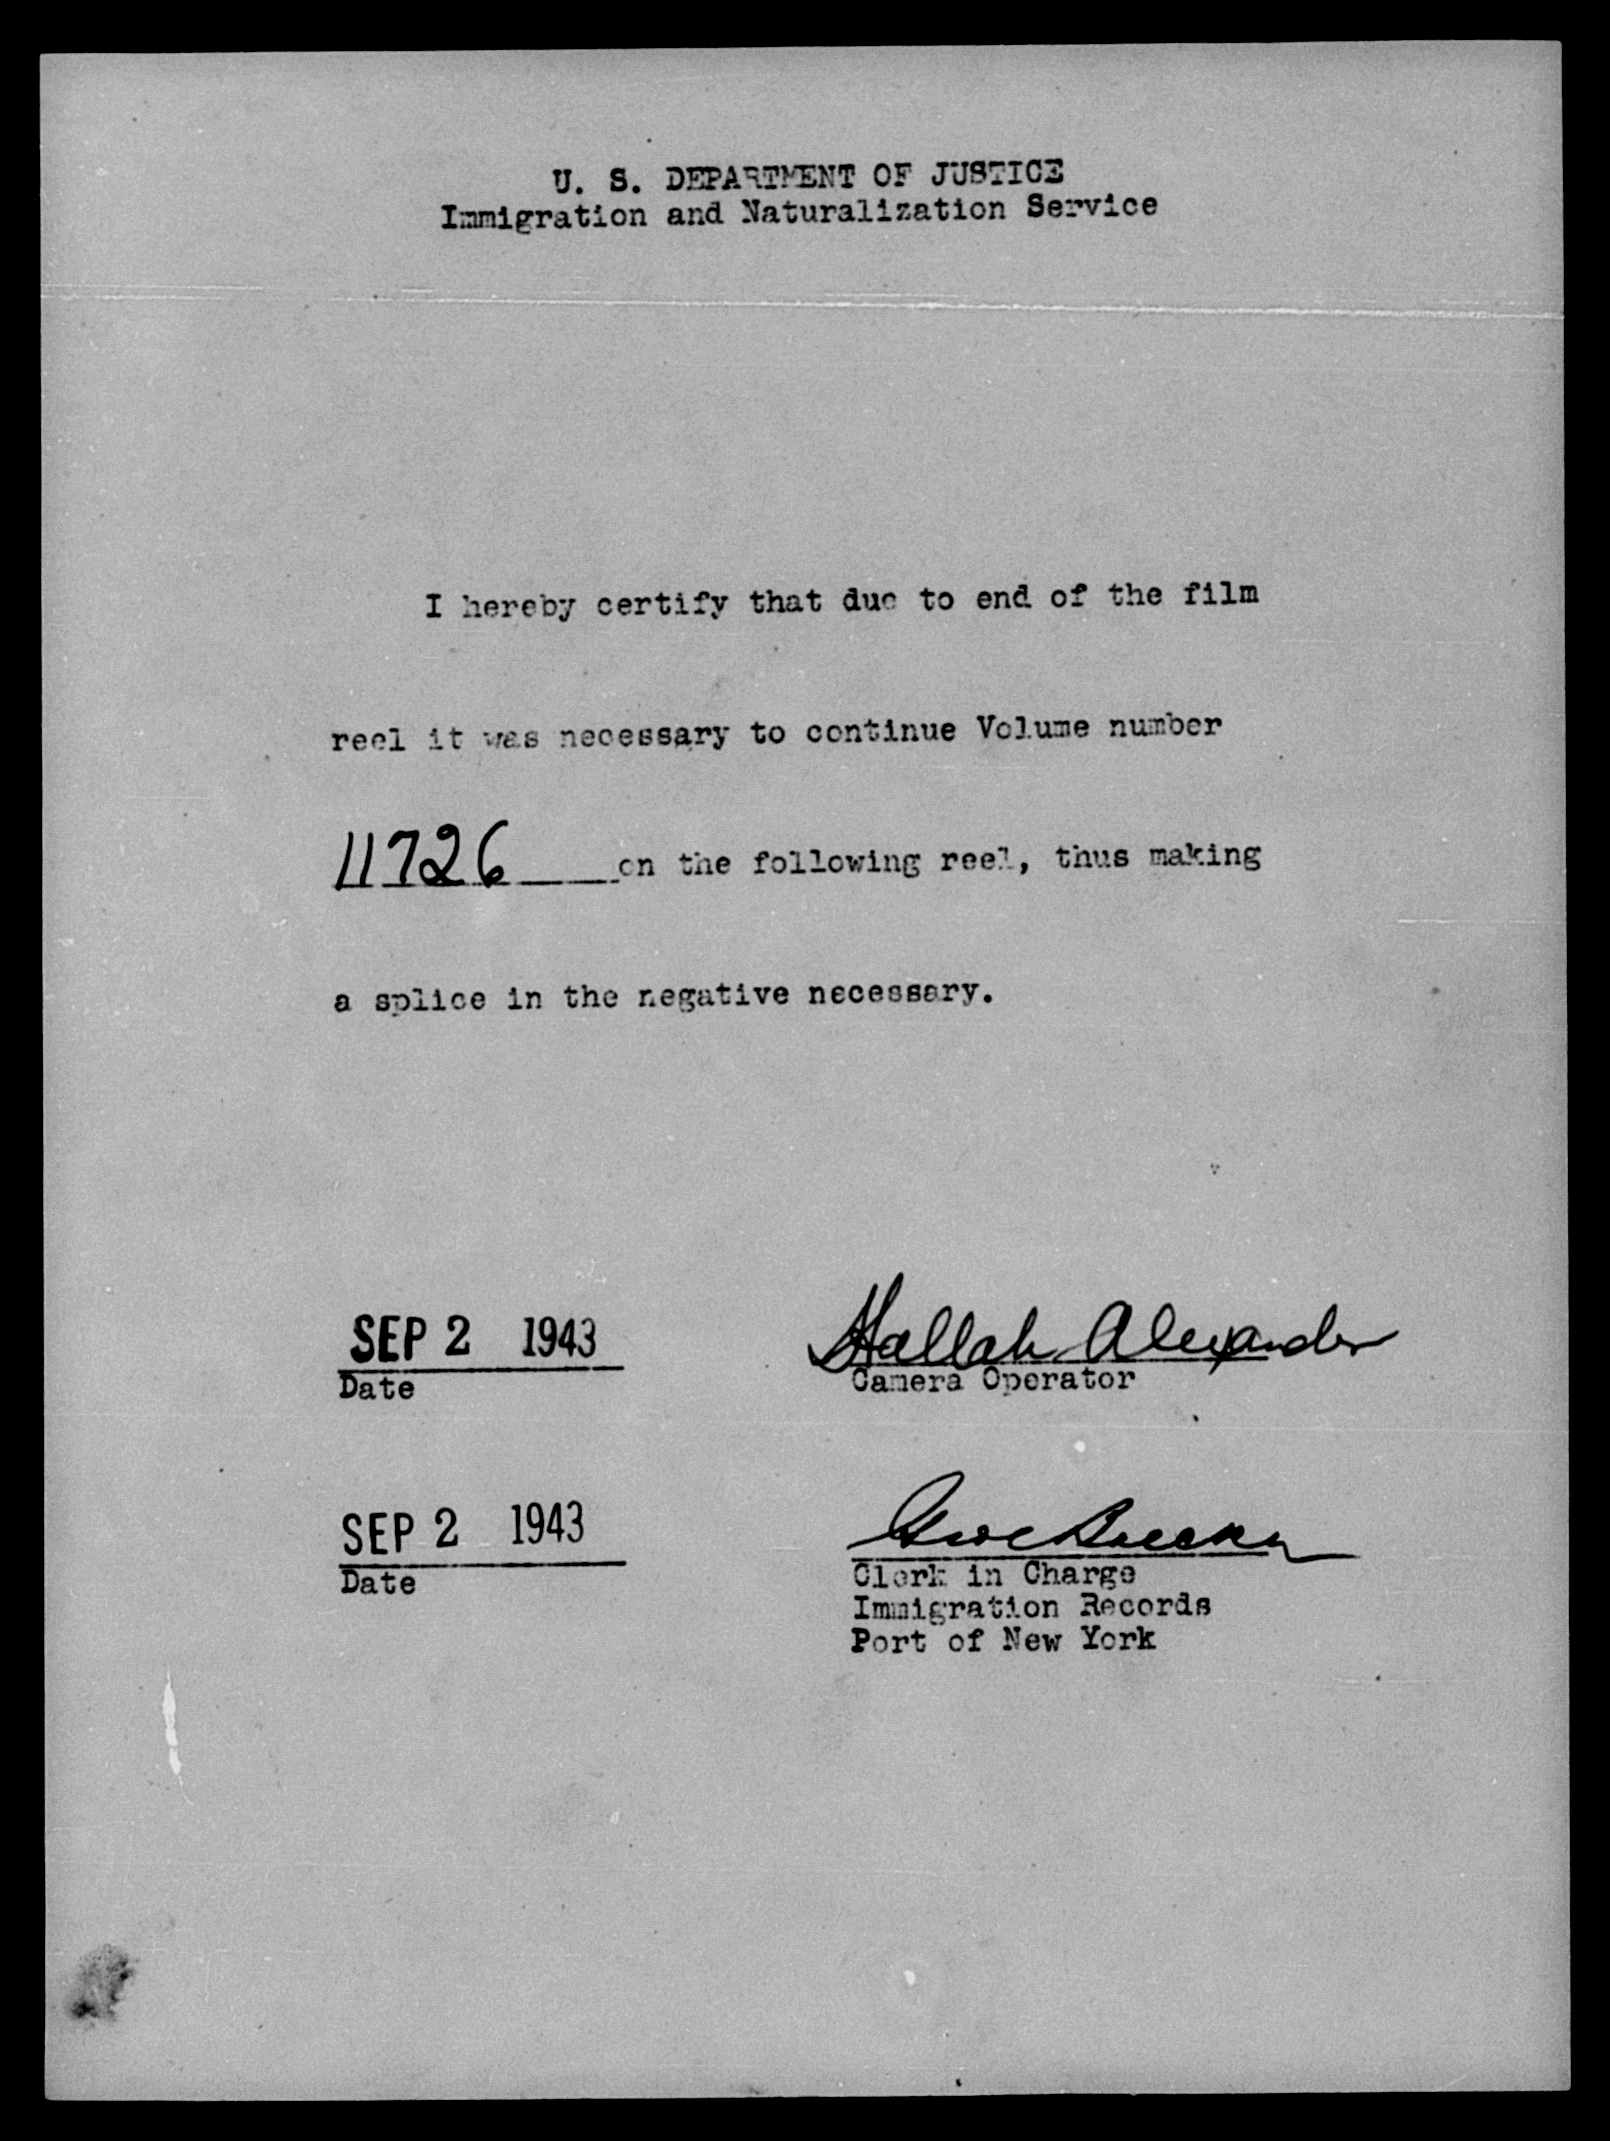 U. S. DEPARTMENT OF JUSTICE
Immigration and Naturalization Service
I hereby certify that due to end of the film
reel it was necessary to continue Volume number
11726 on the following reel, thus making
a splice in the negative necessary.
SEP 2 1943
Alexander
Date
Camera Operator
SEP 2 1943
Date
Clerk in Charge
Immigration Records
Port of New York